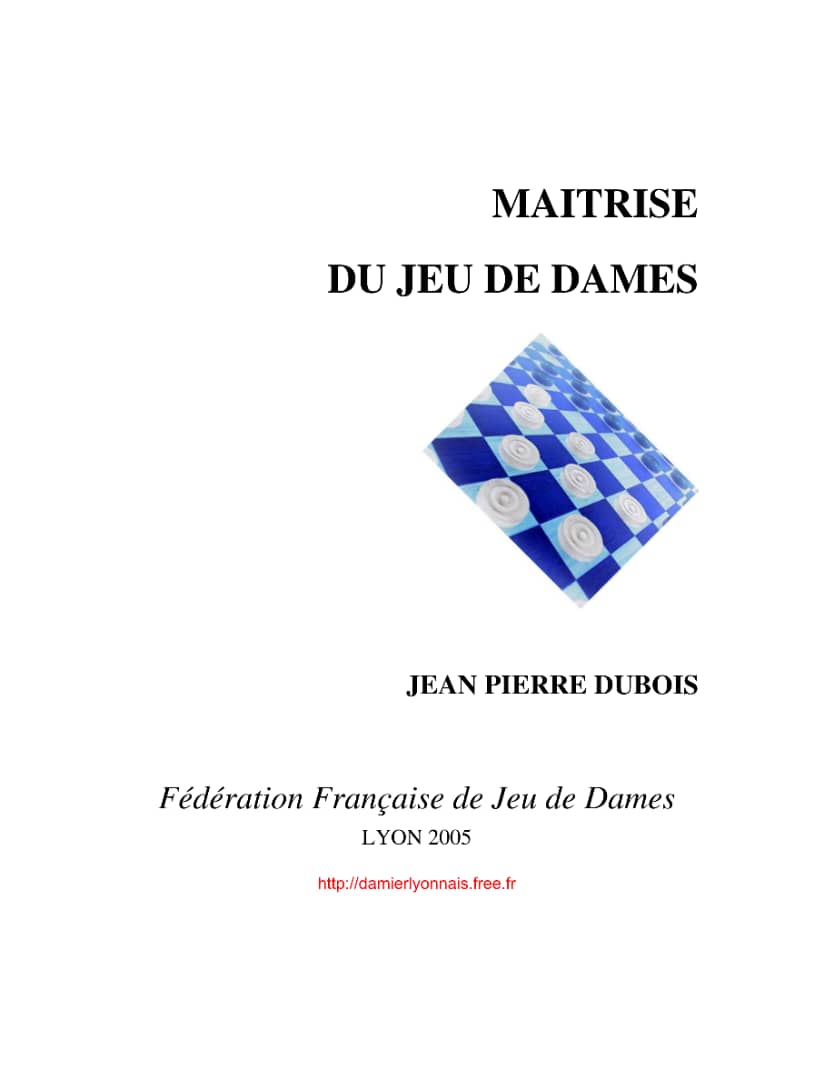 MAITRISE
DU JEU DE DAMES
JEAN PIERRE DUBOIS
Fédération Française de Jeu de Dames
LYON 2005
http://damierlyonnais.free.fr